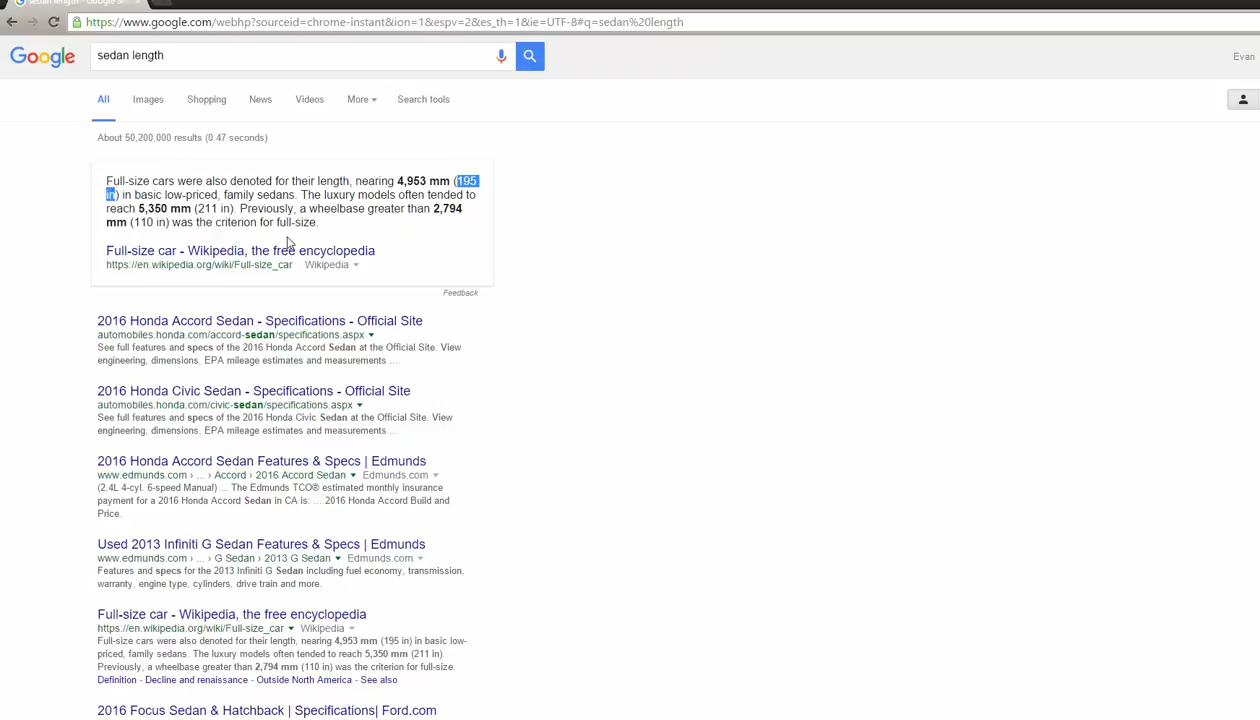 https://www.google.com/webhp?sourceid=chrome-instant&ion=1&espv=2&es_th=1&ie=UTF-8#q=sedan%20length
Google
sedan length
Evan
All Images Shopping News Videos More Search tools
About 50,200,000 results (0.47 seconds)
Full-size cars were also denoted for their length, nearing 4,953 mm (195
in) in basic low-priced, family sedans. The luxury models often tended to
reach 5,350 mm (211 in). Previously, a wheelbase greater than 2,794
mm (110 in) was the criterion for full-size.
Full-size car - Wikipedia, the free encyclopedia
https://en.wikipedia.org/wiki/Full-size_car Wikipedia
Feedback
2016 Honda Accord Sedan - Specifications - Official Site
automobiles.honda.com/accord-sedan/specifications.aspx
See full features and specs of the 2016 Honda Accord Sedan at the Official Site. View
engineering, dimensions, EPA mileage estimates and measurements ...
2016 Honda Civic Sedan - Specifications - Official Site
automobiles.honda.com/civic-sedan/specifications.aspx
See full features and specs of the 2016 Honda Civic Sedan at the Official Site. View
engineering, dimensions, EPA mileage estimates and measurements ...
2016 Honda Accord Sedan Features & Specs | Edmunds
www.edmunds.com › ... › Accord › 2016 Accord Sedan Edmunds.com
(2.4L 4-cyl. 6-speed Manual) ... The Edmunds TCO® estimated monthly insurance
payment for a 2016 Honda Accord Sedan in CA is: ... 2016 Honda Accord Build and
Price.
Used 2013 Infiniti G Sedan Features & Specs | Edmunds
www.edmunds.com › ... › G Sedan › 2013 G Sedan Edmunds.com
Features and specs for the 2013 Infiniti G Sedan including fuel economy, transmission,
warranty, engine type, cylinders, drive train and more.
Full-size car - Wikipedia, the free encyclopedia
https://en.wikipedia.org/wiki/Full-size_car Wikipedia
Full-size cars were also denoted for their length, nearing 4,953 mm (195 in) in basic low-
priced, family sedans. The luxury models often tended to reach 5,350 mm (211 in).
Previously, a wheelbase greater than 2,794 mm (110 in) was the criterion for full-size.
Definition - Decline and renaissance - Outside North America - See also
2016 Focus Sedan & Hatchback | Specifications| Ford.com